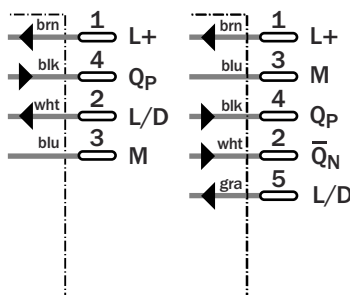 brn 1 L+
blk 4 QP
wht 2 L/D
blu 3 M
brn 1 L+
blu 3 M
blk 4 QP
wht 2 Q̅N
gra 5 L/D